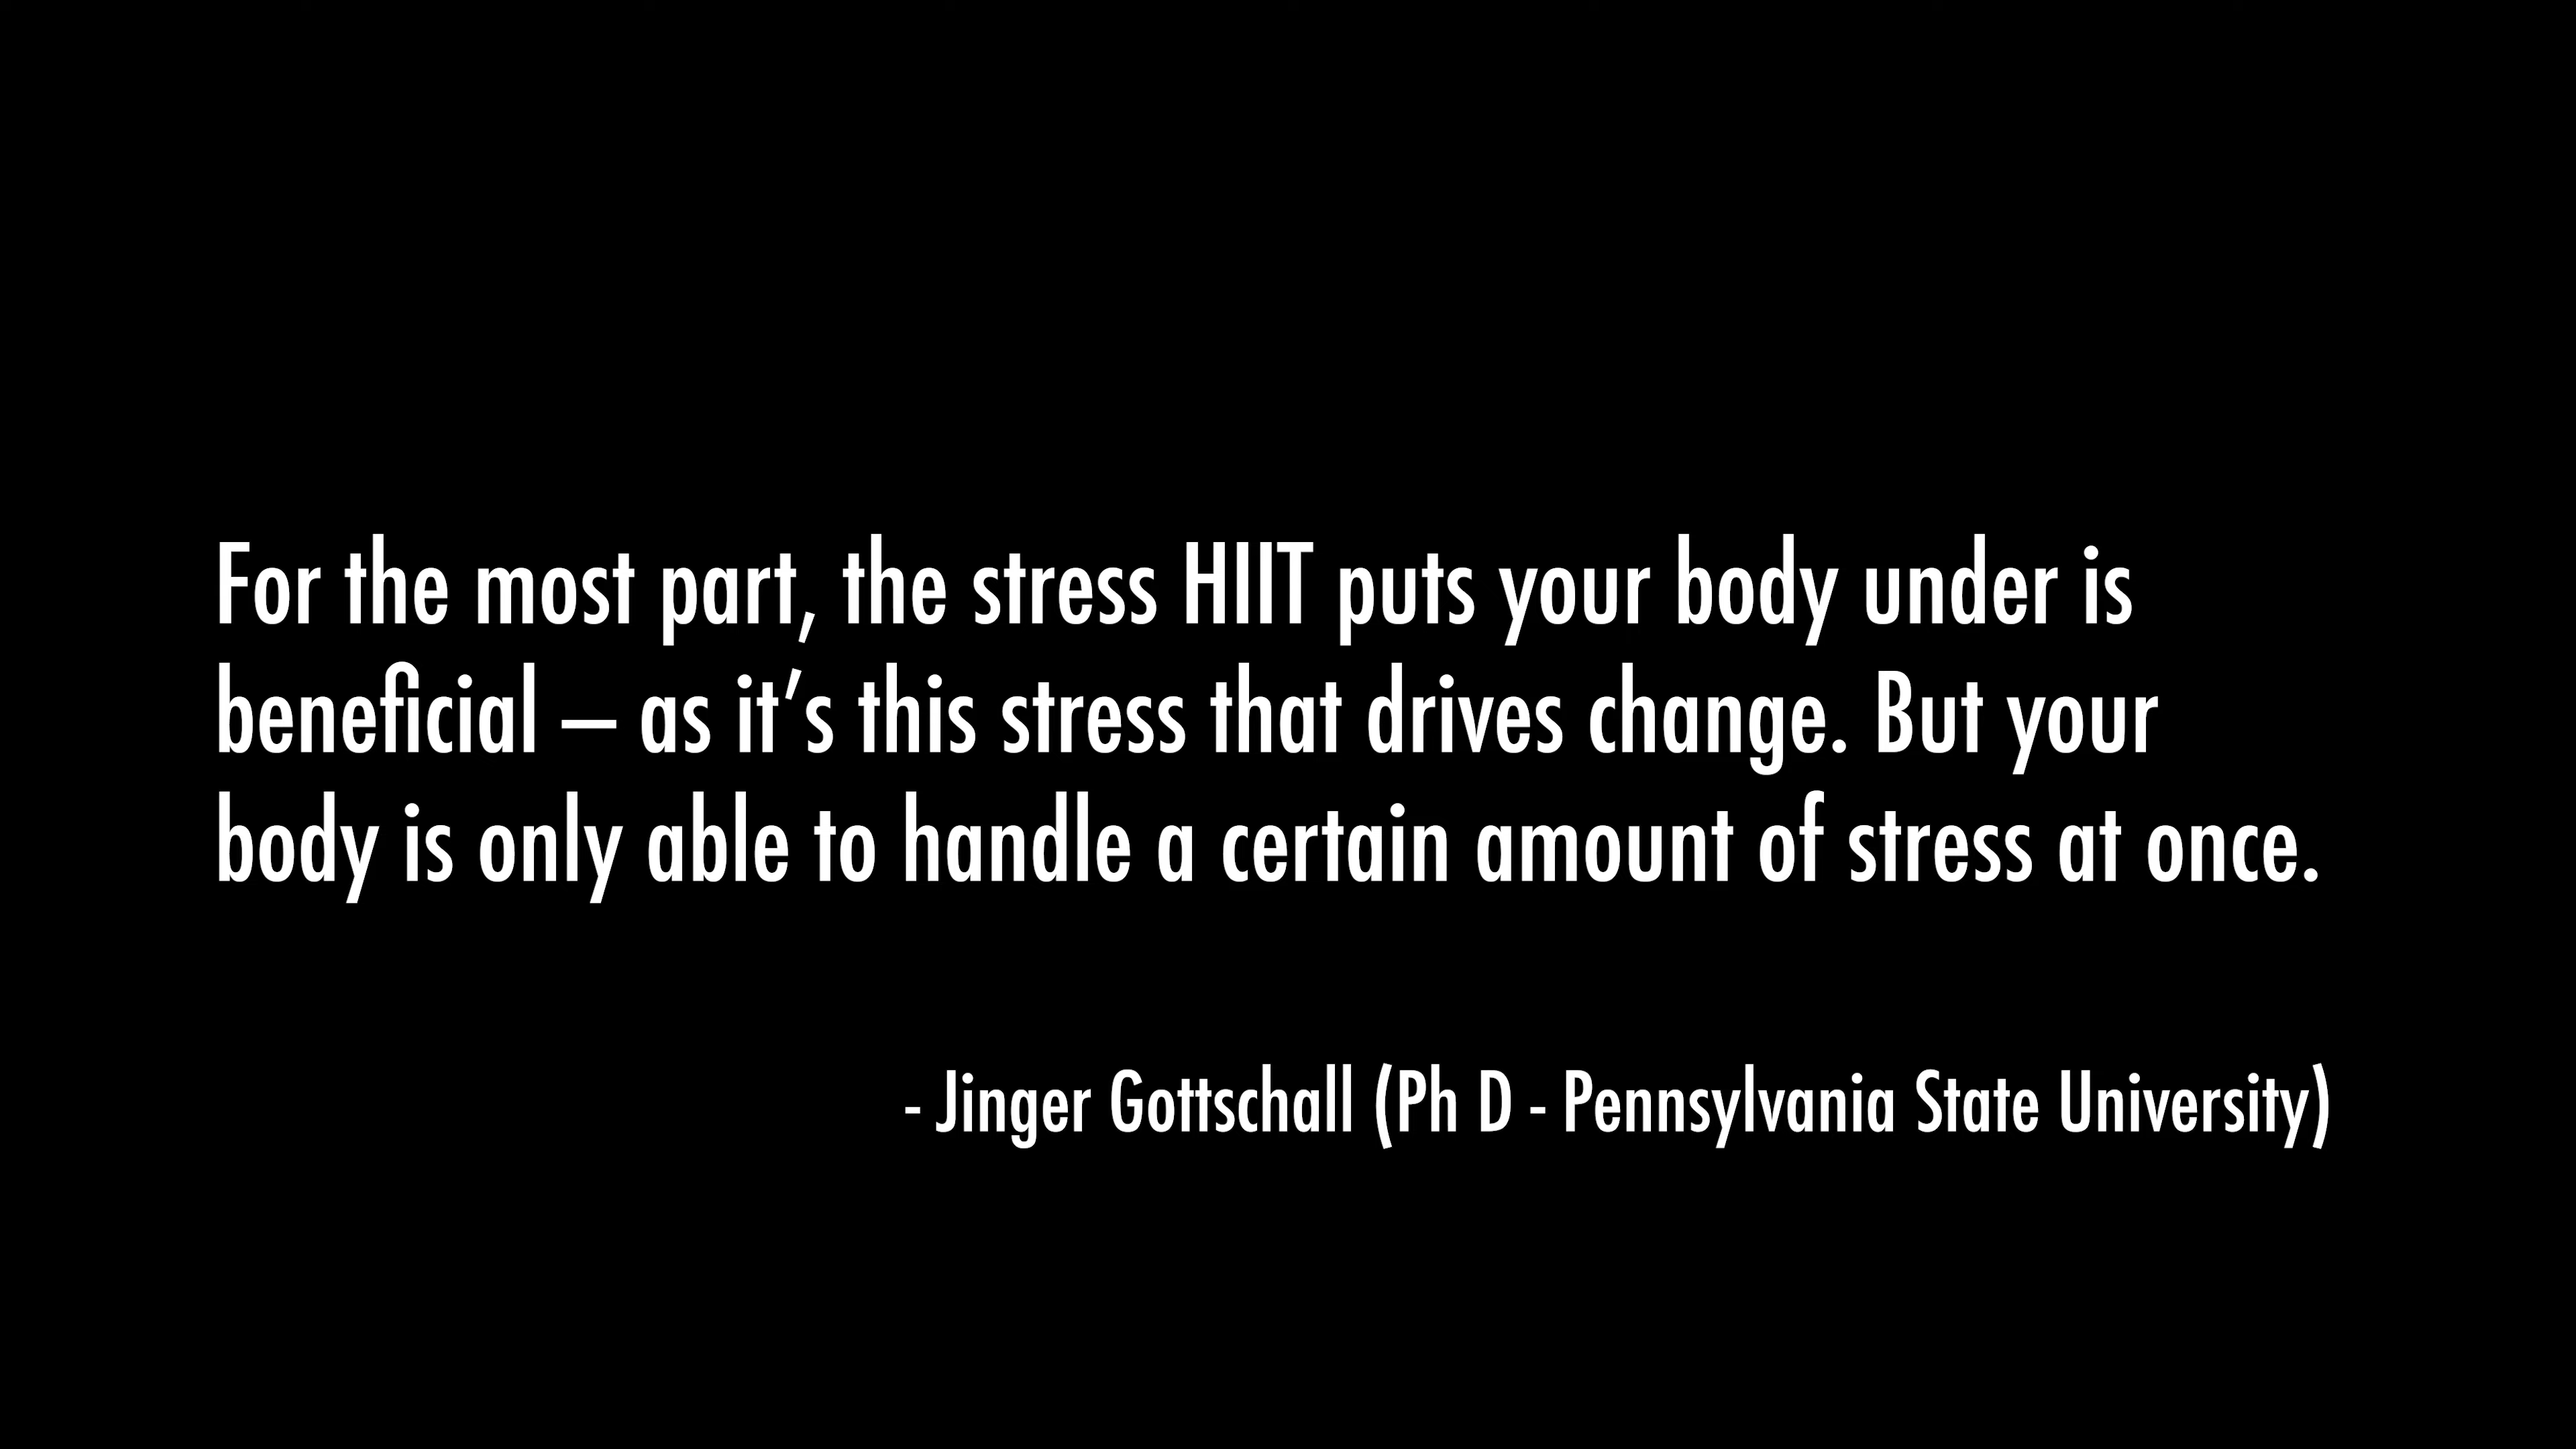 For the most part, the stress HIIT puts your body under is
beneficial – as it’s this stress that drives change. But your
body is only able to handle a certain amount of stress at once.
- Jinger Gottschall (Ph D - Pennsylvania State University)